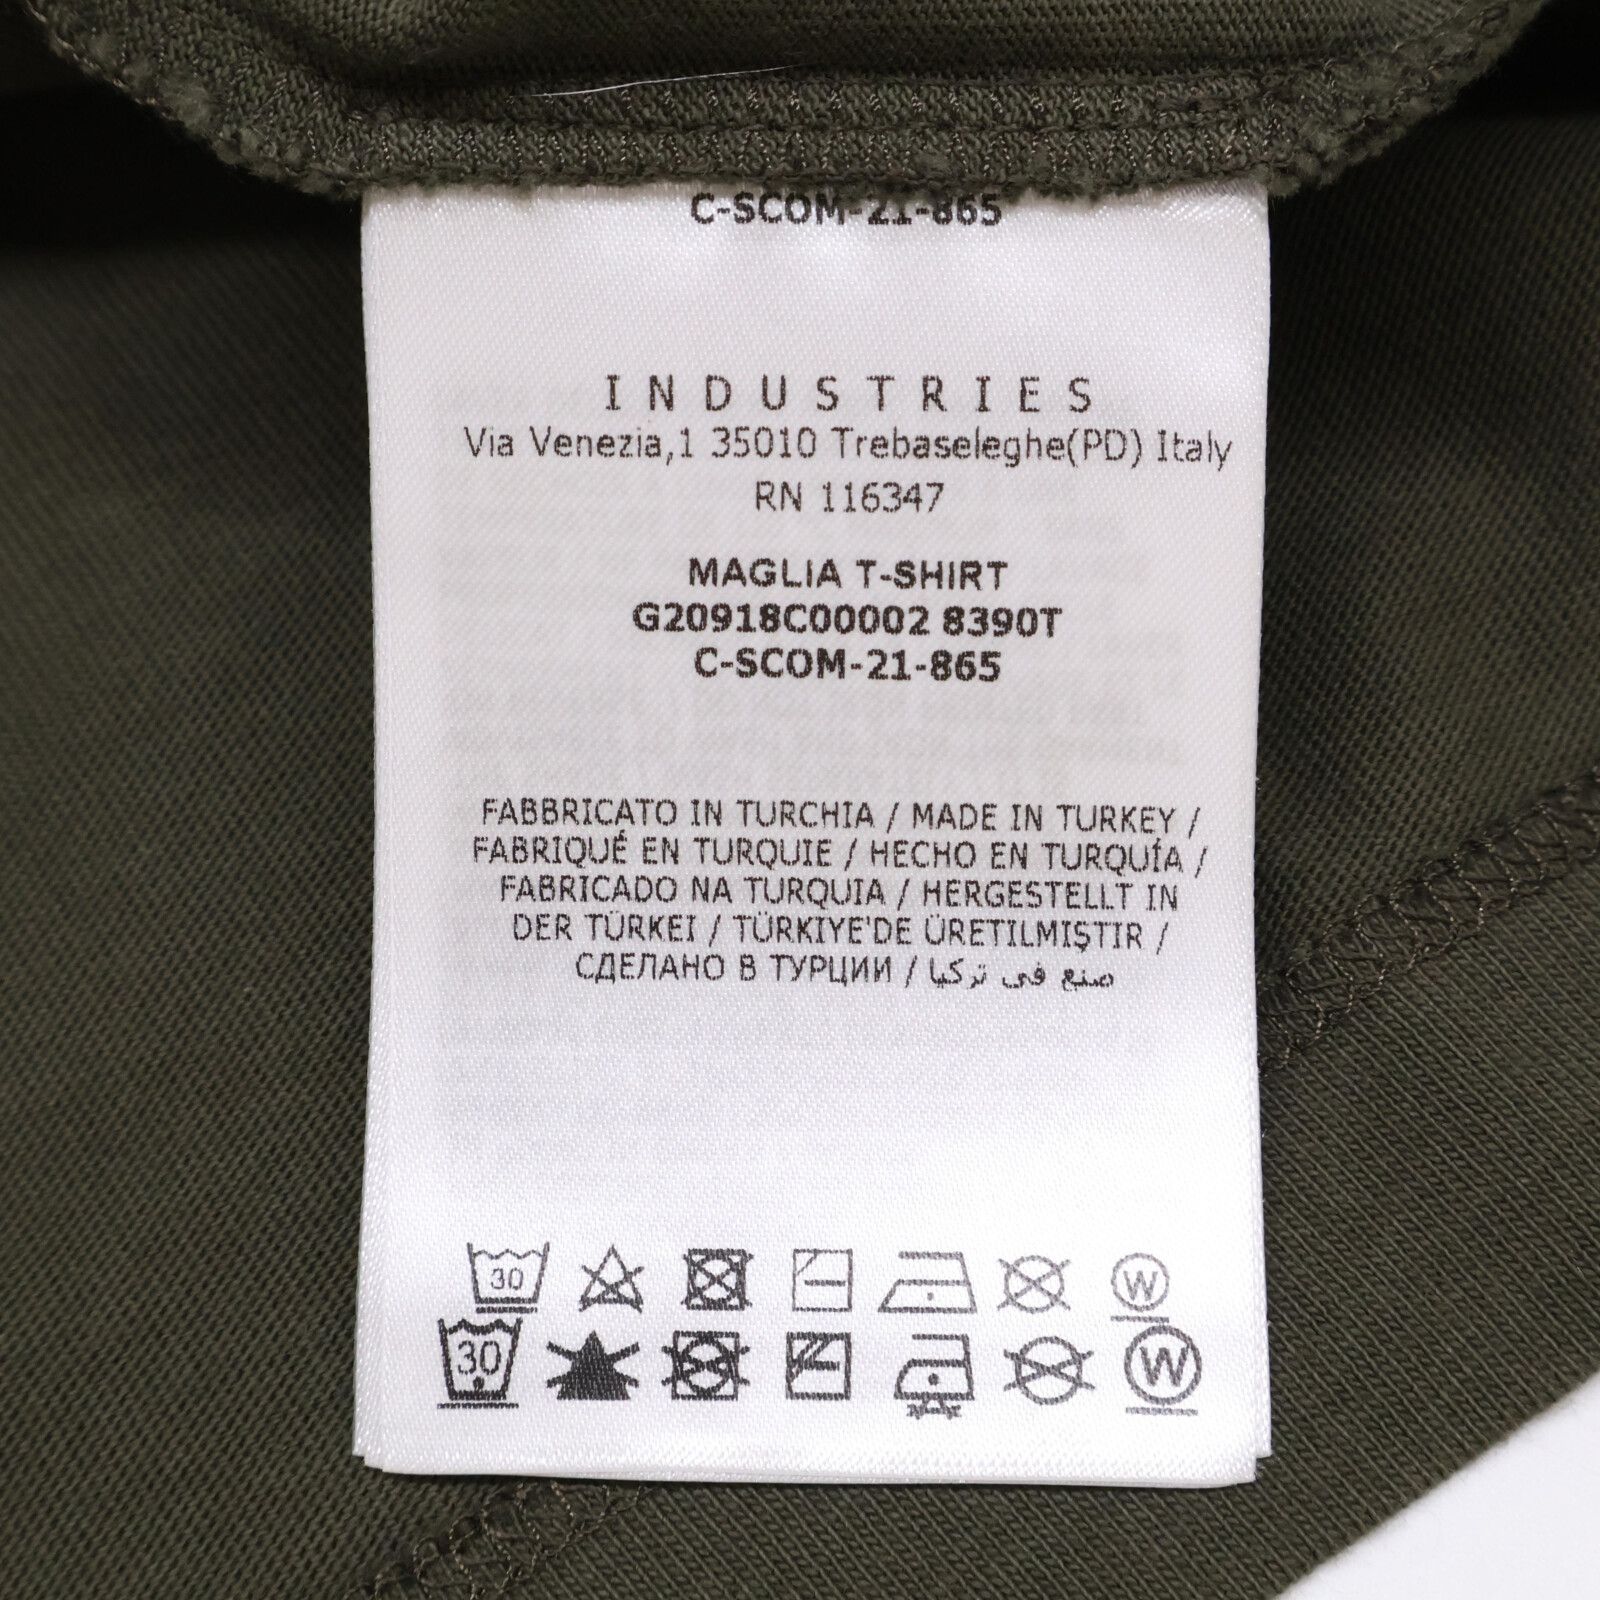 C-SCOM-21-865
INDUSTRIES
Via Venezia,1 35010 Trebaseleghe(PD) Italy
RN 116347
MAGLIA T-SHIRT
G20918C00002 8390T
C-SCOM-21-865
FABBRICATO IN TURCHIA / MADE IN TURKEY /
FABRIQUÉ EN TURQUIE / HECHO EN TURQUÍA /
FABRICADO NA TURQUIA / HERGESTELLT IN
DER TÜRKEI / TÜRKIYE'DE ÜRETILMIŞTIR /
СДЕЛАНО В ТУРЦИИ / صنع في تركيا
30 W
30 W